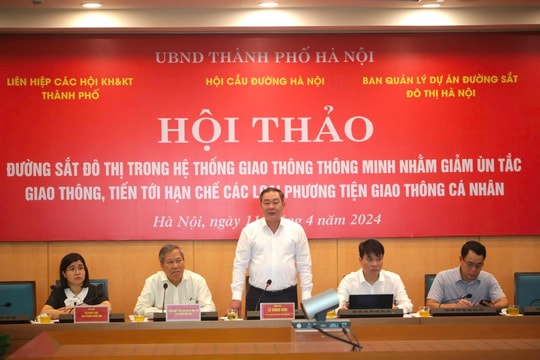 UBND THÀNH PHỐ HÀ NỘI
LIÊN HIỆP CÁC HỘI KH&KT
THÀNH PHỐ
HỘI CẦU ĐƯỜNG HÀ NỘI
BAN QUẢN LÝ DỰ ÁN ĐƯỜNG SẮT
ĐÔ THỊ HÀ NỘI
HỘI THẢO
ĐƯỜNG SẮT ĐÔ THỊ TRONG HỆ THỐNG GIAO THÔNG THÔNG MINH NHẰM GIẢM ÙN TẮC
GIAO THÔNG, TIẾN TỚI HẠN CHẾ CÁC PHƯƠNG TIỆN GIAO THÔNG CÁ NHÂN
Hà Nội, ngày 4 năm 2024